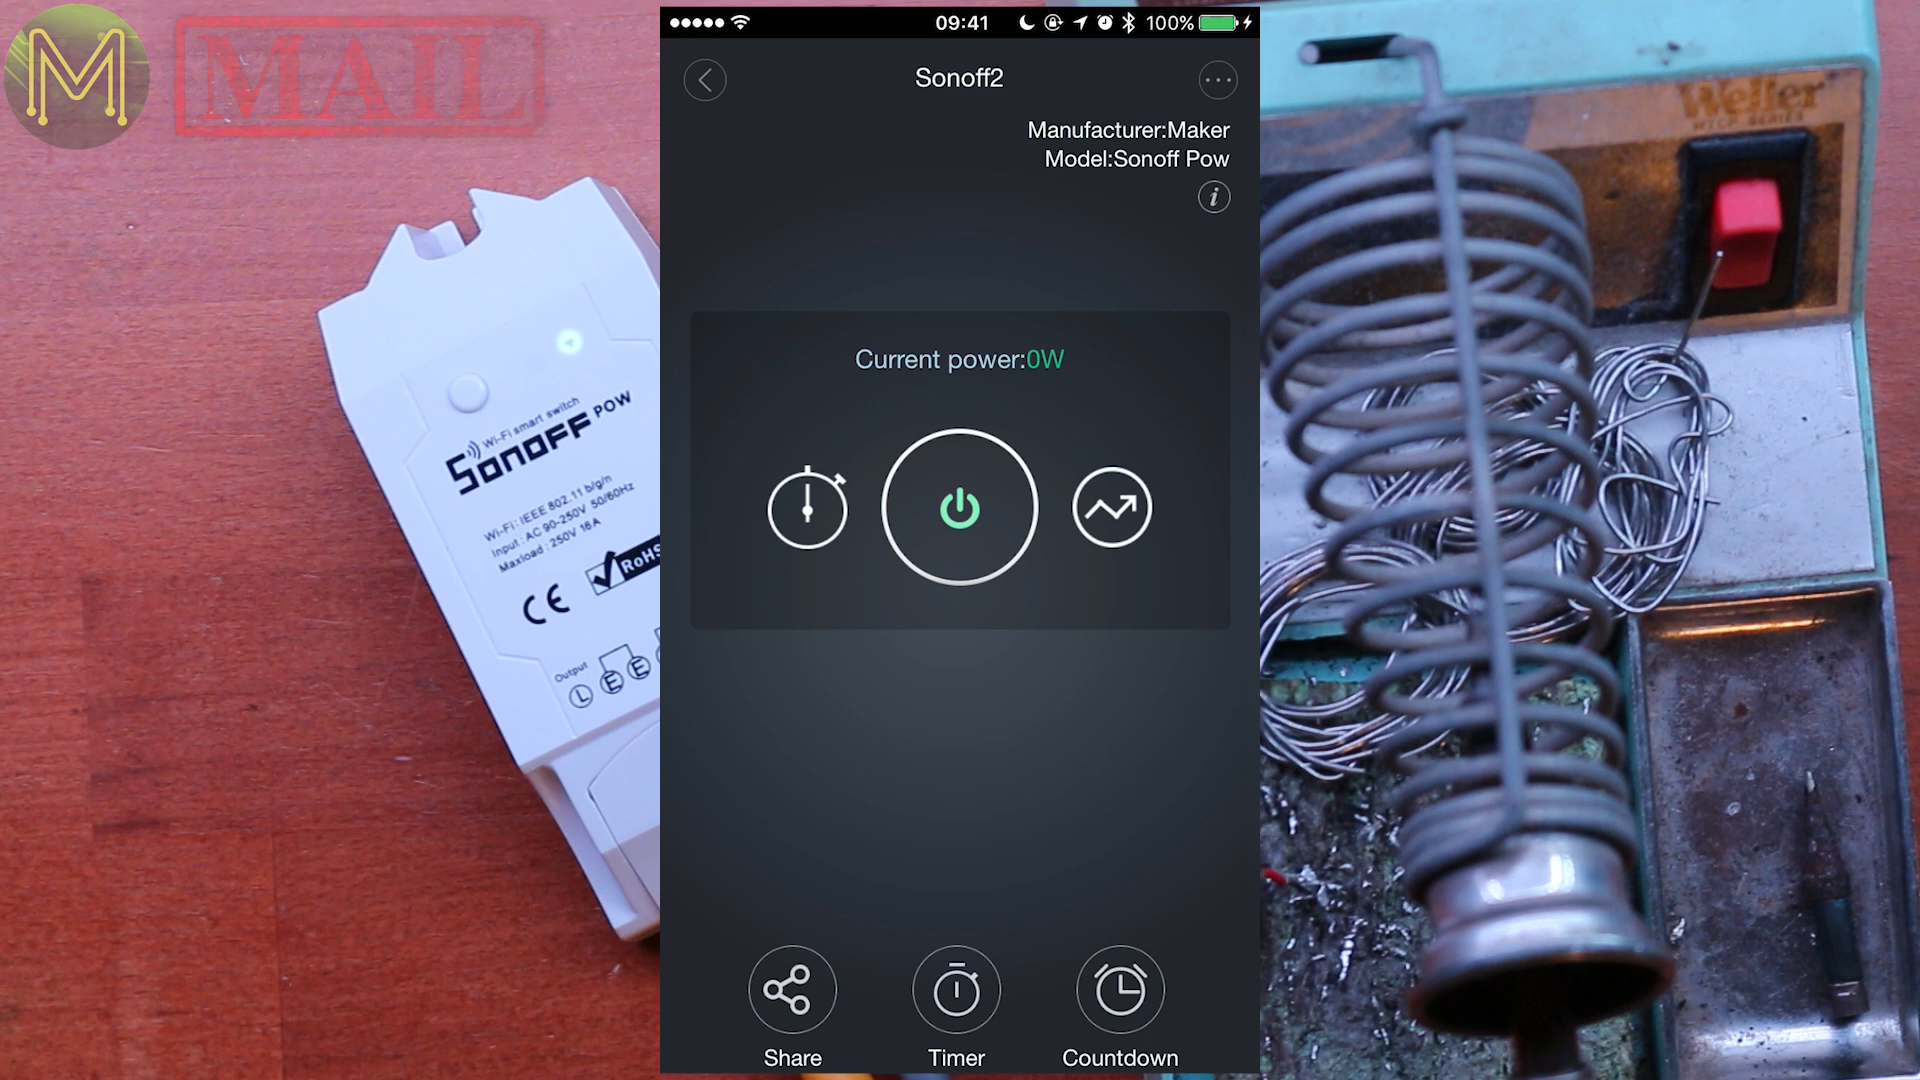 MAIL
09:41
100%
Sonoff2
Manufacturer:Maker
Model:Sonoff Pow
Current power:0W
Share
Timer
Countdown
Wi-Fi smart switch
SONOFF POW
Wi-Fi : IEEE 802.11 b/g/n
Input : AC 90-250V 50/60Hz
Maxload : 250V 16A
RoHS
CE
Output
L E E
Weller
WTCP SERIES